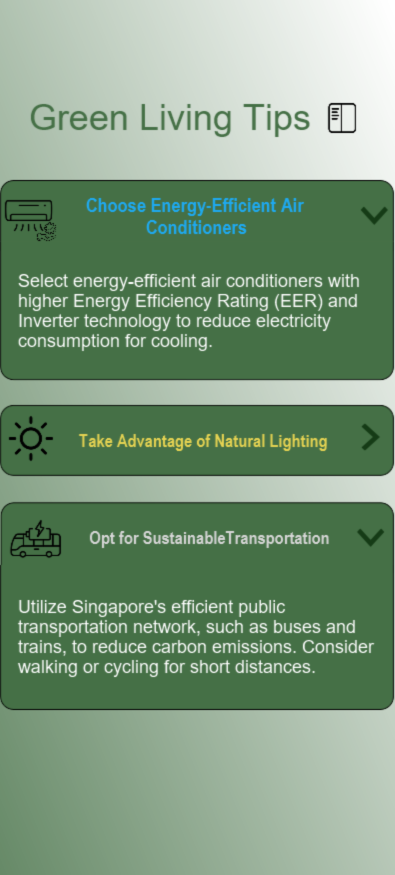 Green Living Tips
Choose Energy-Efficient Air
Conditioners
Select energy-efficient air conditioners with
higher Energy Efficiency Rating (EER) and
Inverter technology to reduce electricity
consumption for cooling.
Take Advantage of Natural Lighting
Opt for SustainableTransportation
Utilize Singapore's efficient public
transportation network, such as buses and
trains, to reduce carbon emissions. Consider
walking or cycling for short distances.